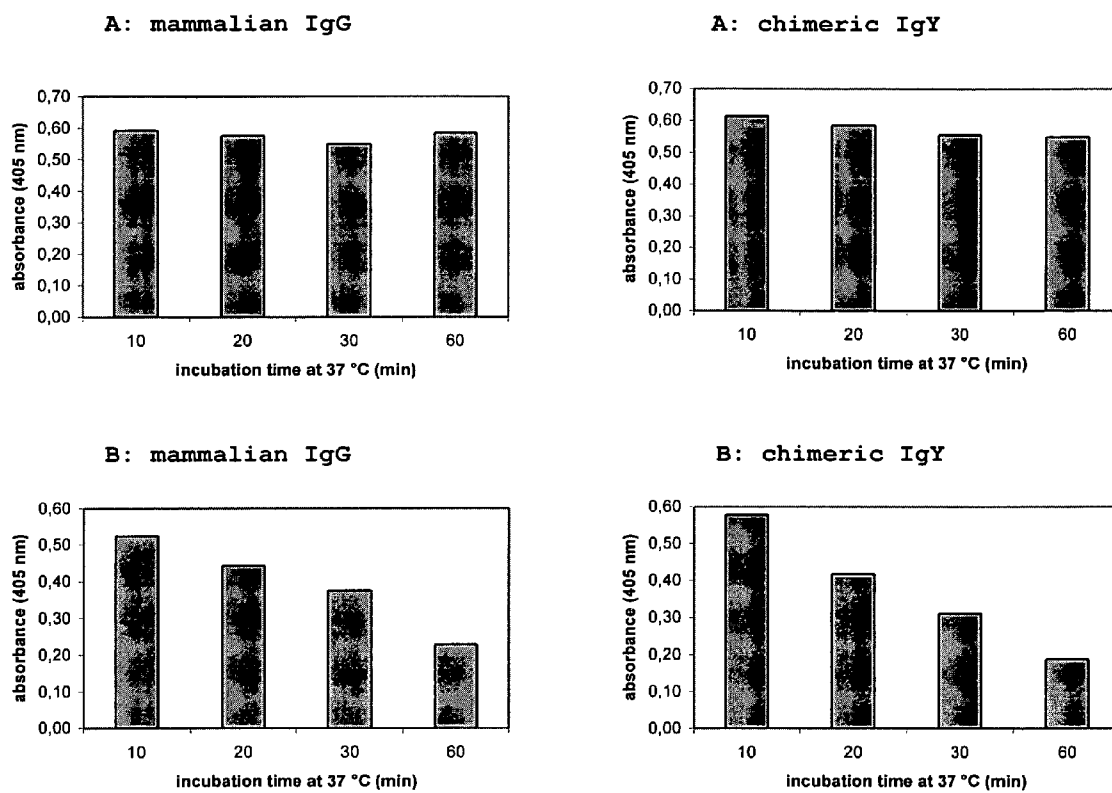 A: mammalian IgG
0,70
0,60
0,50
0,40
0,30
0,20
0,10
0,00
absorbance (405 nm)
10 20 30 60
incubation time at 37 °C (min)
A: chimeric IgY
0,70
0,60
0,50
0,40
0,30
0,20
0,10
0,00
absorbance (405 nm)
10 20 30 60
incubation time at 37 °C (min)
B: mammalian IgG
0,60
0,50
0,40
0,30
0,20
0,10
0,00
absorbance (405 nm)
10 20 30 60
incubation time at 37 °C (min)
B: chimeric IgY
0,60
0,50
0,40
0,30
0,20
0,10
0,00
absorbance (405 nm)
10 20 30 60
incubation time at 37 °C (min)